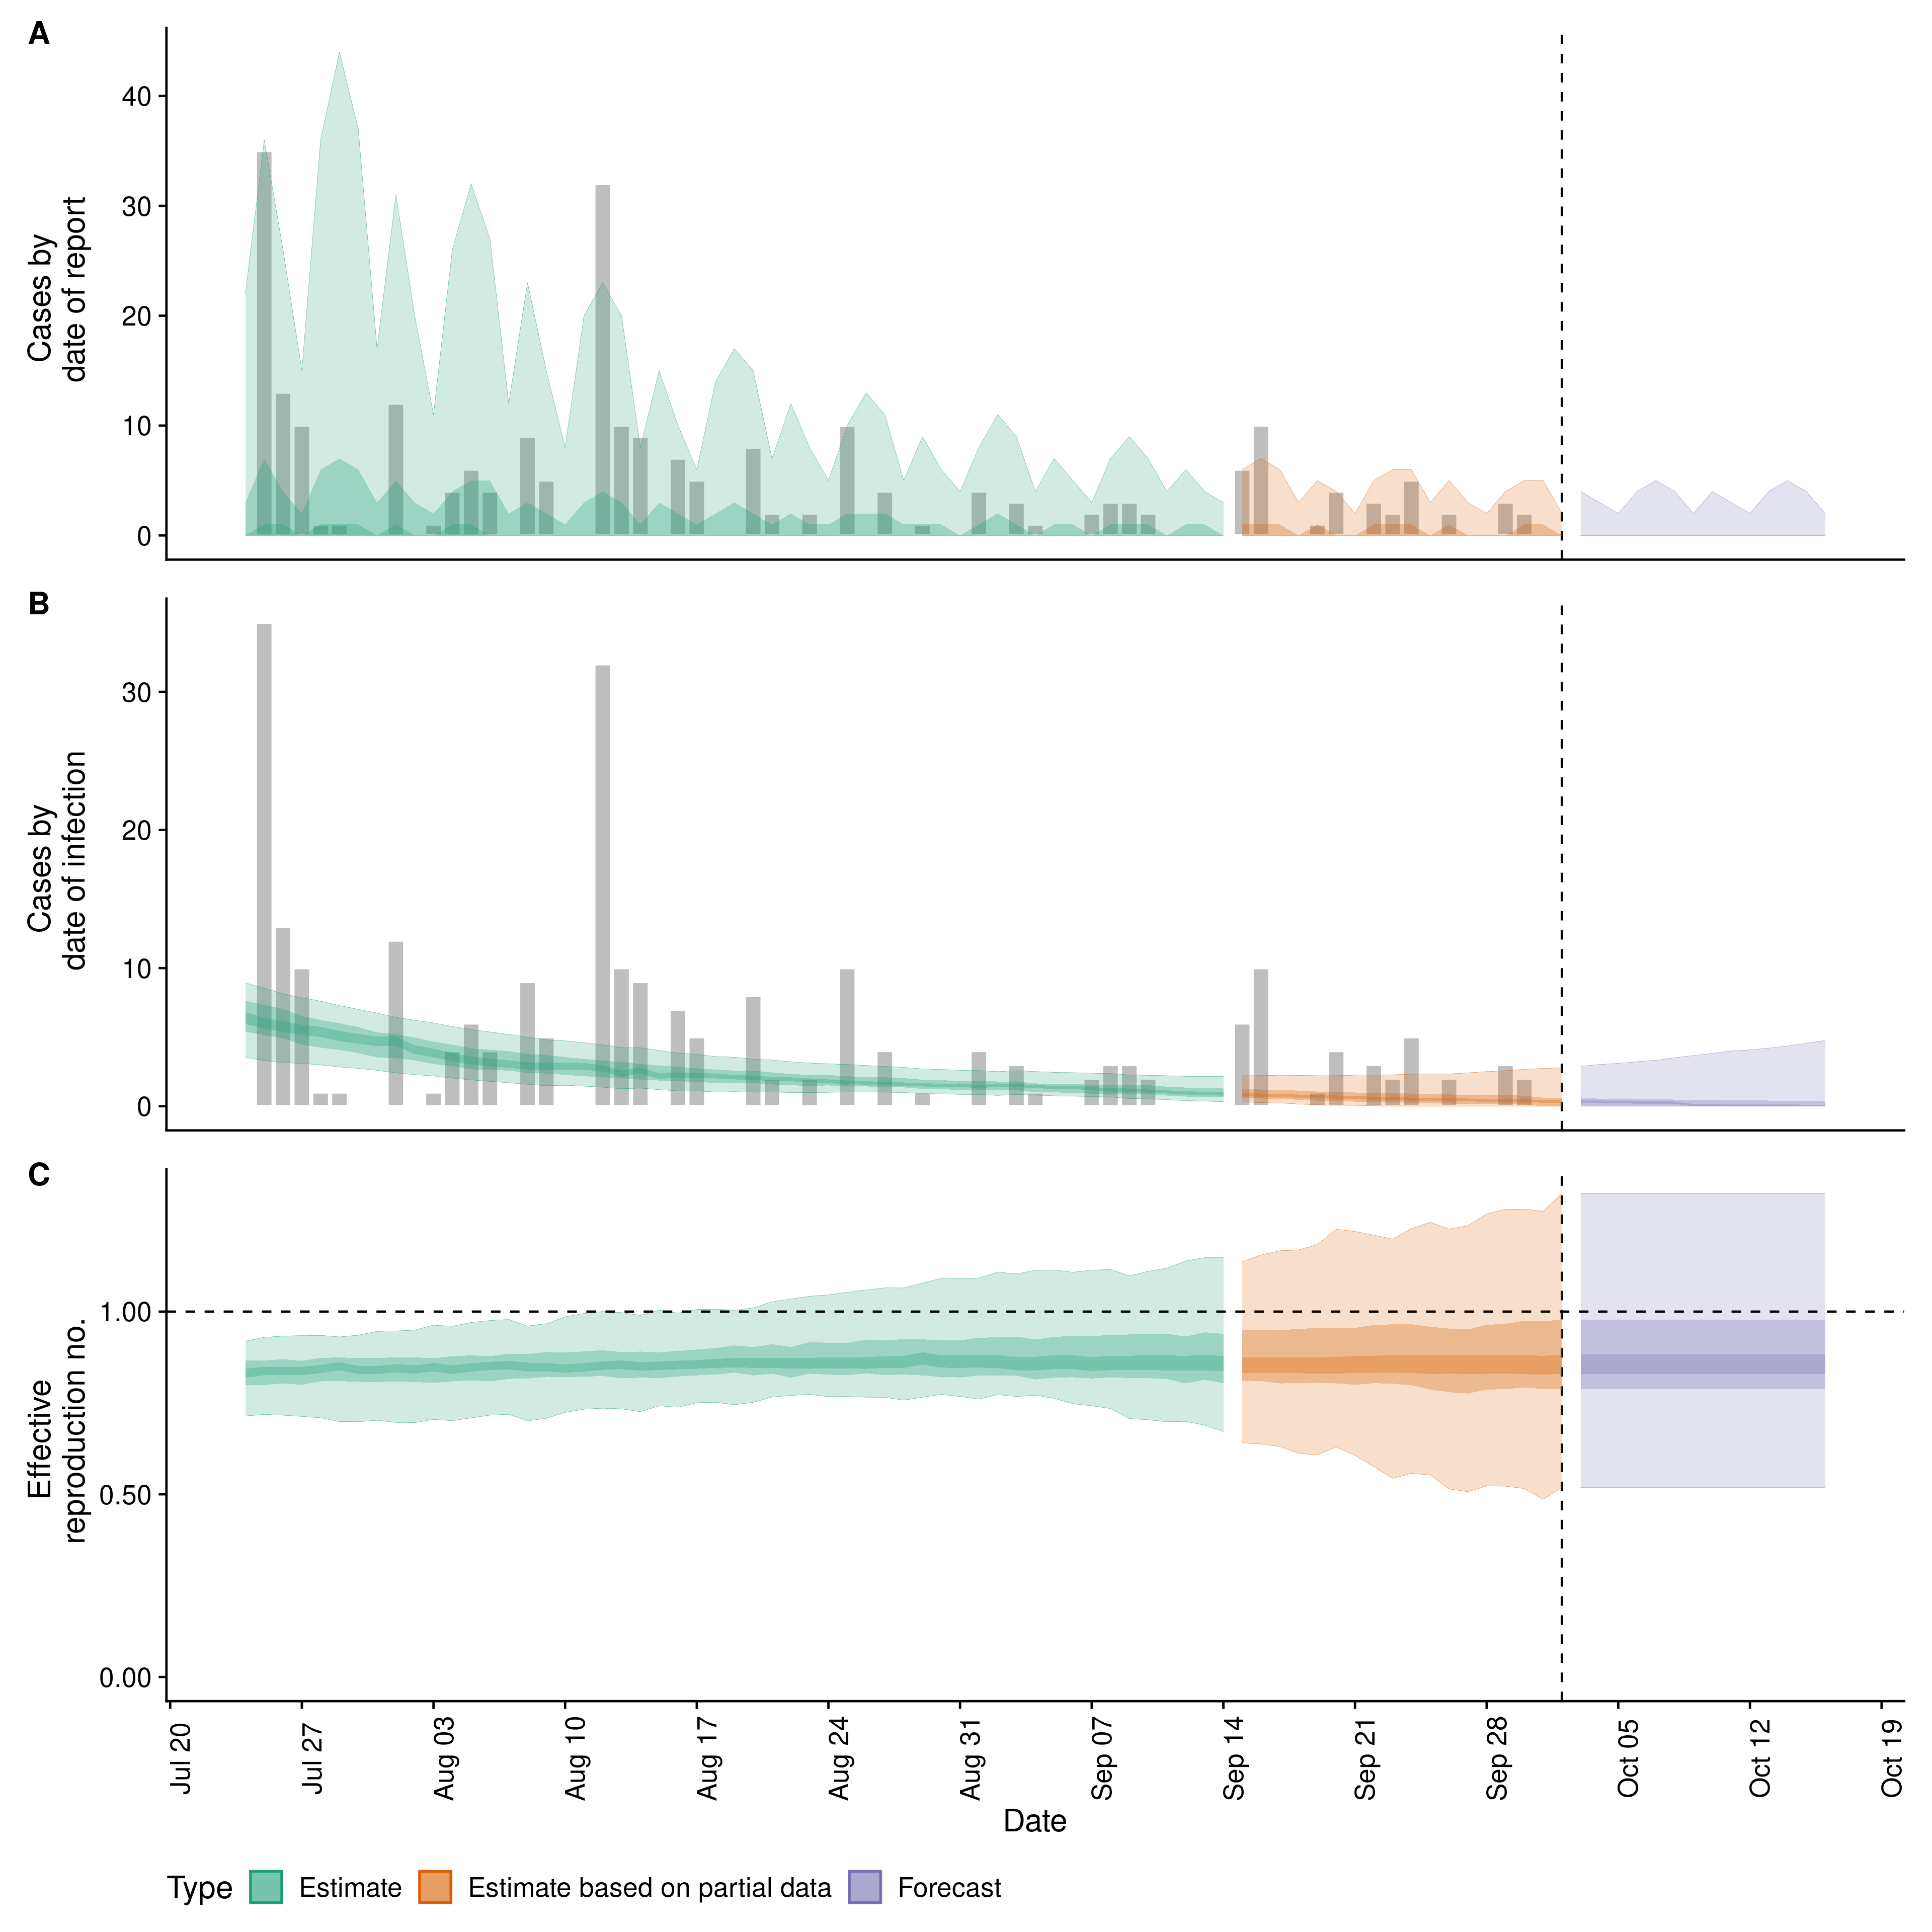 A
Cases by
date of report
40
30
20
10
0
B
Cases by
date of infection
30
20
10
0
C
Effective
reproduction no.
1.00
0.50
0.00
Jul 20
Jul 27
Aug 03
Aug 10
Aug 17
Aug 24
Aug 31
Sep 07
Sep 14
Sep 21
Sep 28
Oct 05
Oct 12
Oct 19
Date
Type Estimate Estimate based on partial data Forecast